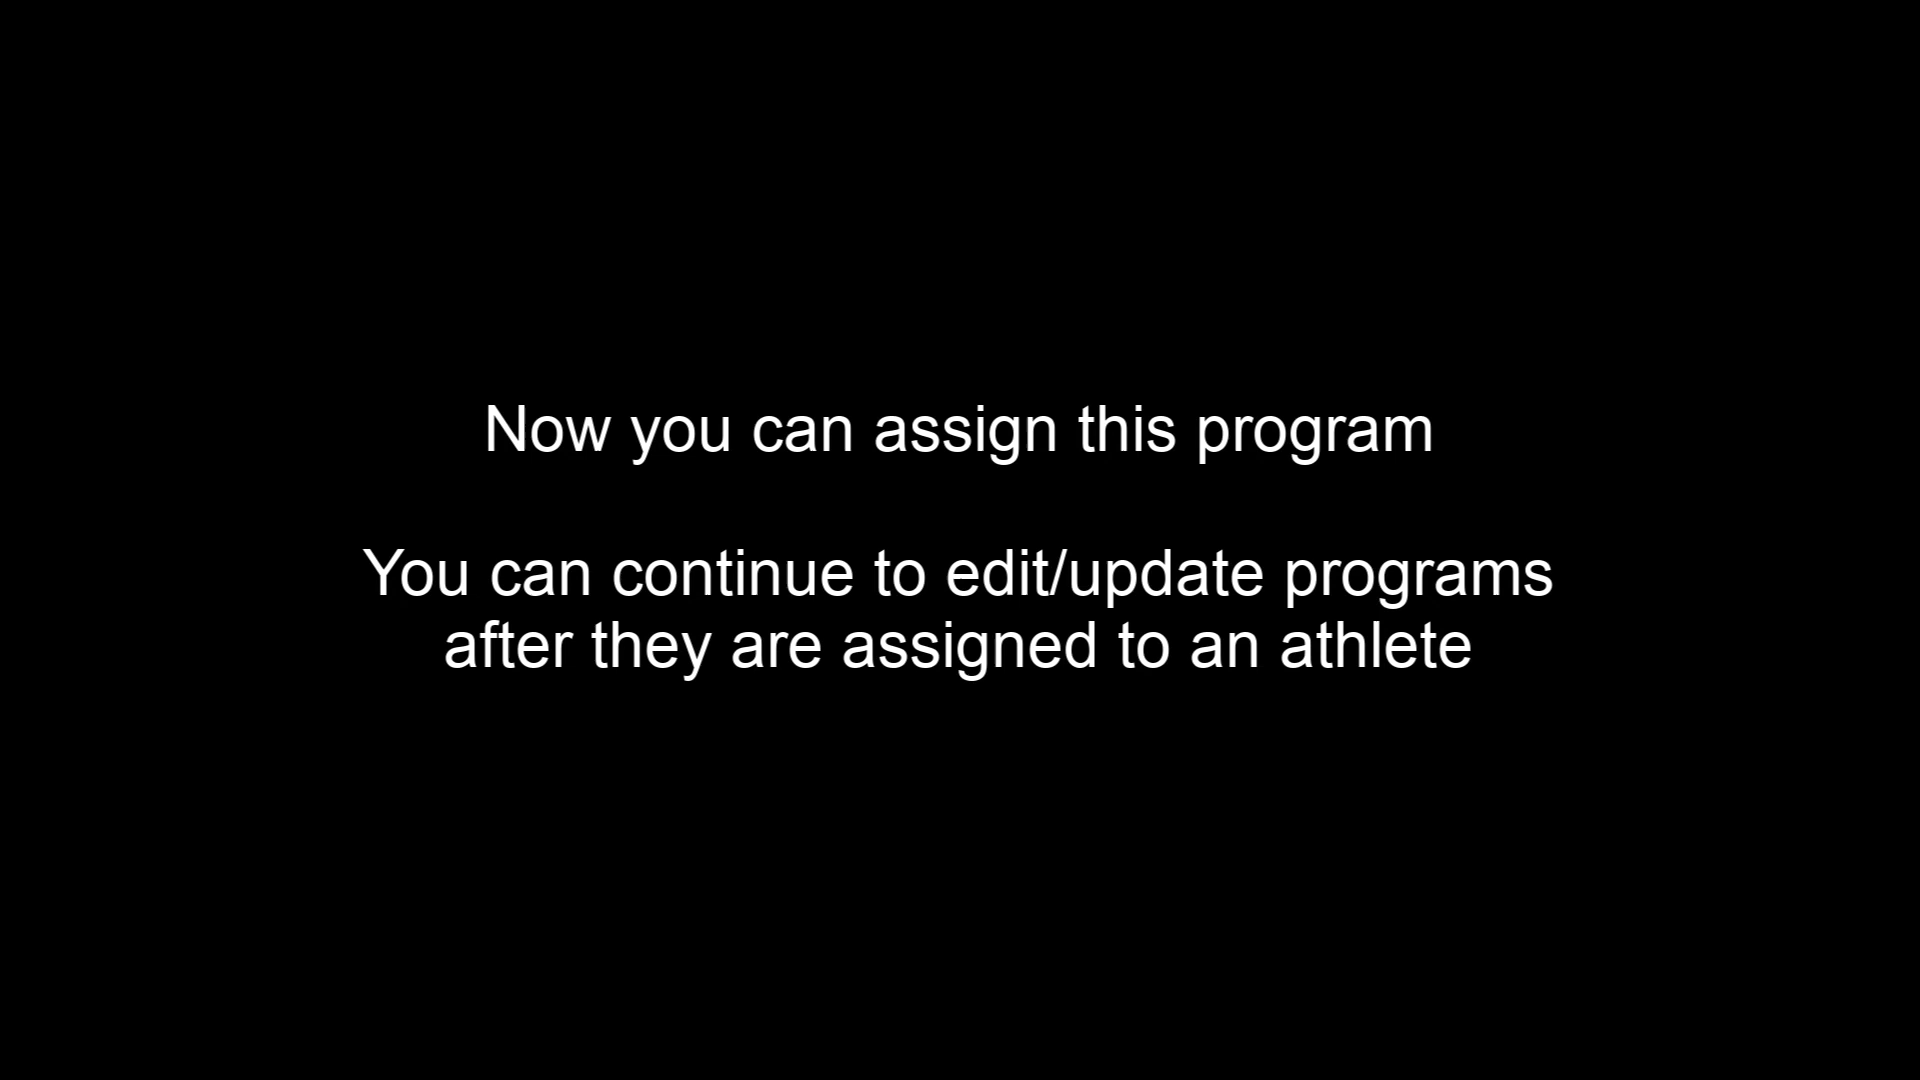 Now you can assign this program
You can continue to edit/update programs
after they are assigned to an athlete